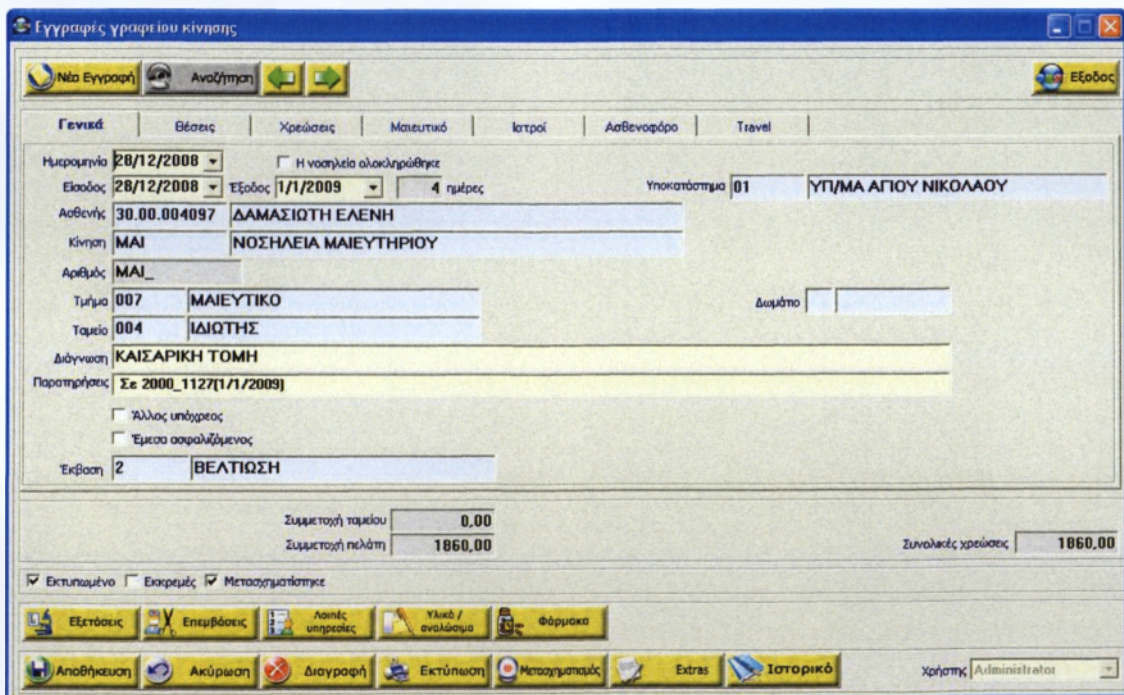 Εγγραφές γραφείου κίνησης
Νέα Εγγραφή Αναζήτηση Εξοδος
Γενικά Θέσεις Χρεώσεις Μαιευτικό Ιατροί Ασθενοφόρο Travel
Ημερομηνία 28/12/2008 Η νοσηλεία ολοκληρώθηκε
Είσοδος 28/12/2008 Έξοδος 1/1/2009 4 ημέρες Υποκατάστημα 01 ΥΠ/ΜΑ ΑΓΙΟΥ ΝΙΚΟΛΑΟΥ
Ασθενής 30.00.004097 ΔΑΜΑΣΙΩΤΗ ΕΛΕΝΗ
Κίνηση ΜΑΙ ΝΟΣΗΛΕΙΑ ΜΑΙΕΥΤΗΡΙΟΥ
Αριθμός ΜΑΙ_
Τμήμα 007 ΜΑΙΕΥΤΙΚΟ Δωμάτιο
Ταμείο 004 ΙΔΙΩΤΗΣ
Διάγνωση ΚΑΙΣΑΡΙΚΗ ΤΟΜΗ
Παρατηρήσεις Σε 2000_1127(1/1/2009)
Άλλος υπόχρεος
Έμεσα ασφαλιζόμενος
Έκβαση 2 ΒΕΛΤΙΩΣΗ
Συμμετοχή ταμείου 0,00
Συμμετοχή πελάτη 1860,00 Συνολικές χρεώσεις 1860,00
Εκτυπωμένο Εκκρεμές Μετασχηματίστηκε
Εξετάσεις Επεμβάσεις Λοιπές υπηρεσίες Υλικά / αναλώσιμα Φάρμακα
Αποθήκευση Ακύρωση Διαγραφή Εκτύπωση Μετασχηματισμός Extras Ιστορικό Χρήστης Administrator